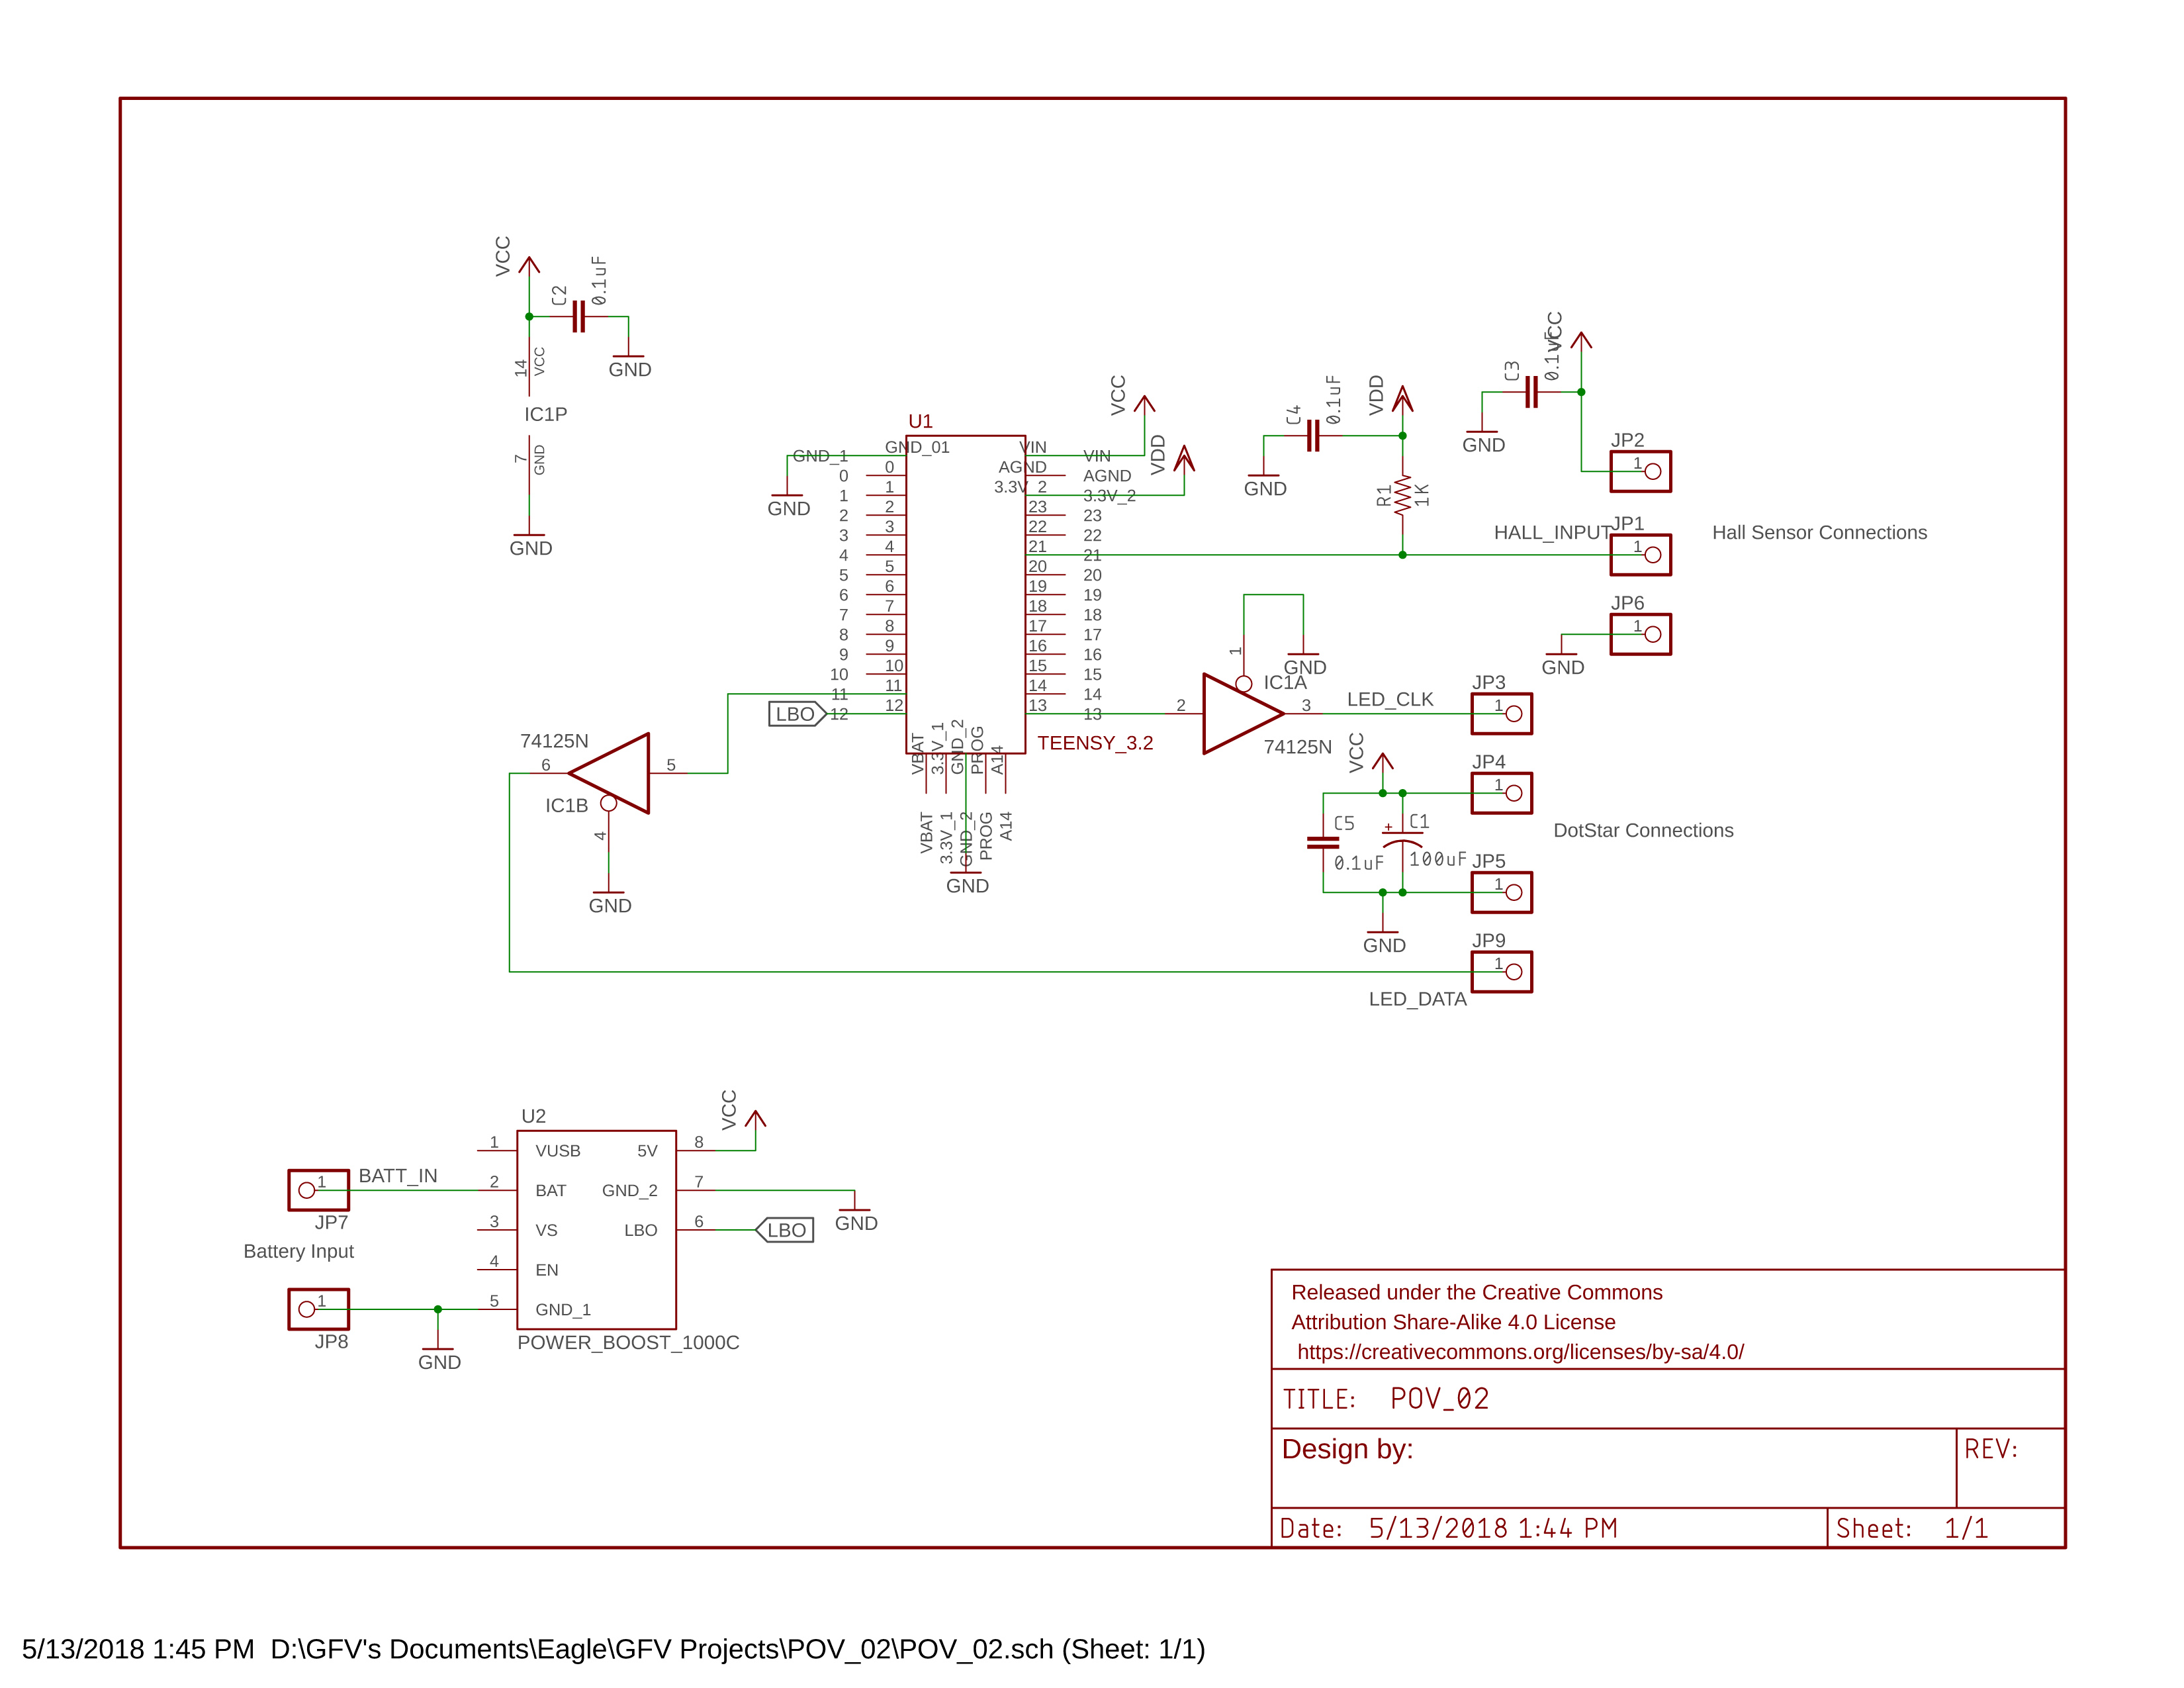 VCC
C2
0.1uF
14
VCC
GND
IC1P
7
GND
GND
VCC
C3
0.1uF
GND
JP2
1
C4
0.1uF
VDD
GND
R1
1K
HALL_INPUT
JP1
1
Hall Sensor Connections
JP6
1
GND
U1
VCC
VDD
GND
GND_1 GND_01 VIN VIN
0 0 AGND AGND
1 1 3.3V_2 3.3V_2
2 2 23 23
3 3 22 22
4 4 21 21
5 5 20 20
6 6 19 19
7 7 18 18
8 8 17 17
9 9 16 16
10 10 15 15
11 11 14 14
LBO 12 12 13 13
VBAT 3.3V_1 GND_2 PROG A14
TEENSY_3.2
VBAT 3.3V_1 GND_2 PROG A14
GND
1
GND
IC1A
2
3
74125N
LED_CLK
JP3
1
74125N
6
5
IC1B
4
GND
VCC
JP4
1
C5
0.1uF
+
C1
100uF
DotStar Connections
JP5
1
GND
JP9
1
LED_DATA
U2
VCC
1 VUSB 5V 8
BATT_IN
1
2 BAT GND_2 7
JP7
GND
3 VS LBO 6 LBO
Battery Input
4 EN
1
5 GND_1
JP8
GND
POWER_BOOST_1000C
Released under the Creative Commons
Attribution Share-Alike 4.0 License
https://creativecommons.org/licenses/by-sa/4.0/
TITLE: POV_02
Design by:
REV:
Date: 5/13/2018 1:44 PM
Sheet: 1/1
5/13/2018 1:45 PM D:\GFV's Documents\Eagle\GFV Projects\POV_02\POV_02.sch (Sheet: 1/1)